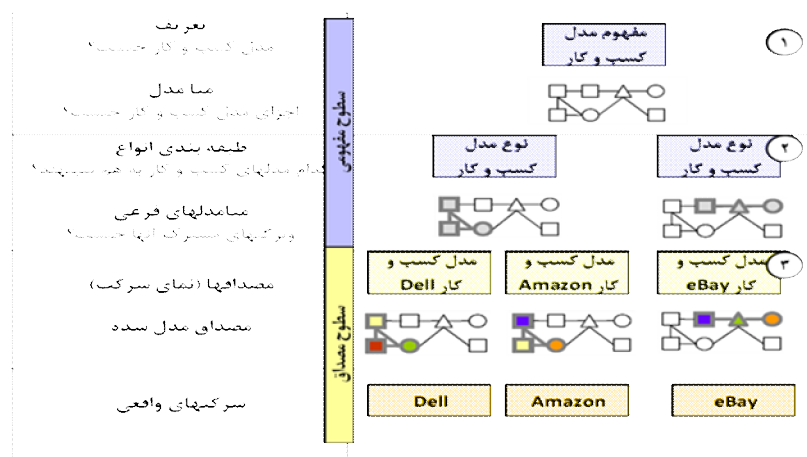 تعریف
مدل کسب و کار چیست؟
متا مدل
اجزای مدل کسب و کار چیست؟
طبقه بندی انواع
کدام مدلهای کسب و کار به هم شبیهند؟
متامدلهای فرعی
ویژگیهای مشترک آنها چیست؟
مصداقها (نمای شرکت)
مصداق مدل شده
شرکتهای واقعی
سطوح مفهومی
سطوح مصداق
۱
مفهوم مدل
کسب و کار
۲
نوع مدل
کسب و کار
نوع مدل
کسب و کار
۳
مدل کسب و
کار eBay
مدل کسب و
کار Amazon
مدل کسب و
کار Dell
eBay
Amazon
Dell